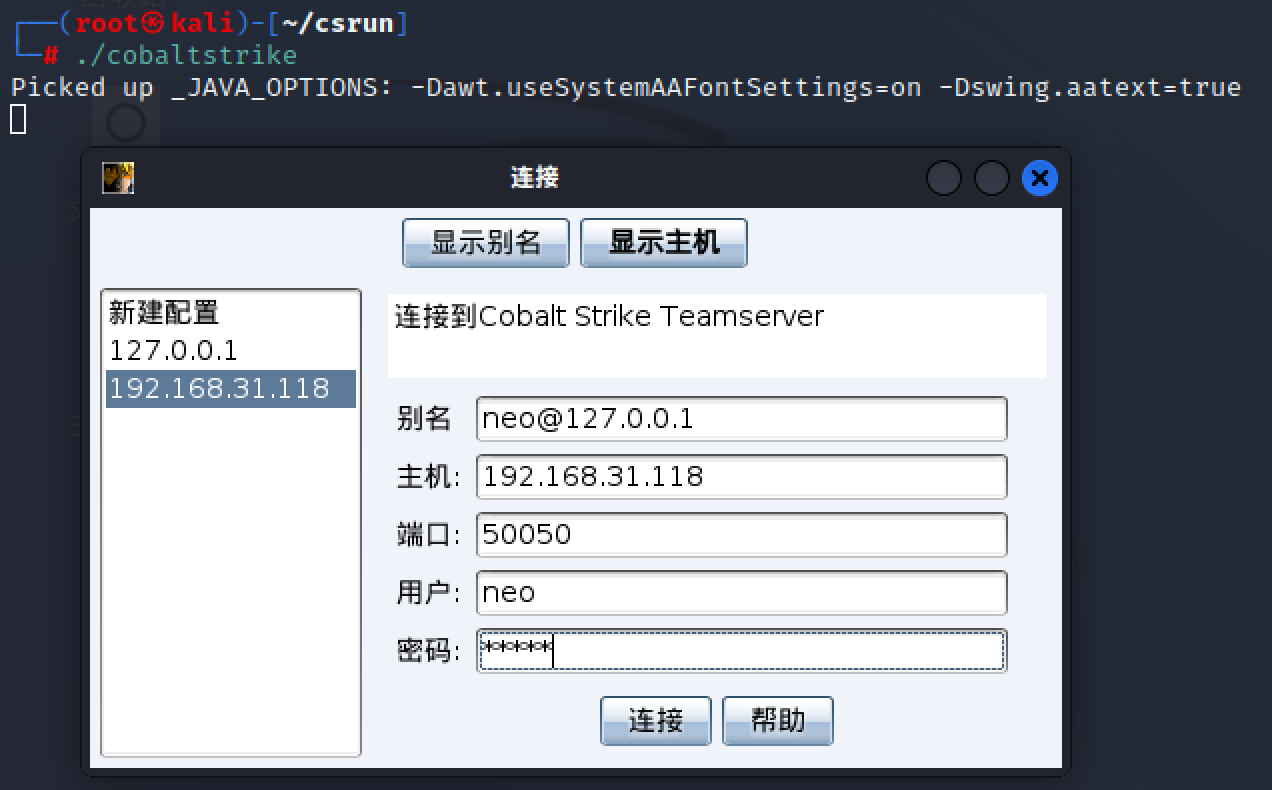 ┌──(root㉿kali)-[~/csrun]
└─# ./cobaltstrike
Picked up _JAVA_OPTIONS: -Dawt.useSystemAAFontSettings=on -Dswing.aatext=true
连接
显示别名 显示主机
新建配置
127.0.0.1
192.168.31.118
连接到Cobalt Strike Teamserver
别名 neo@127.0.0.1
主机: 192.168.31.118
端口: 50050
用户: neo
密码: *****
连接 帮助